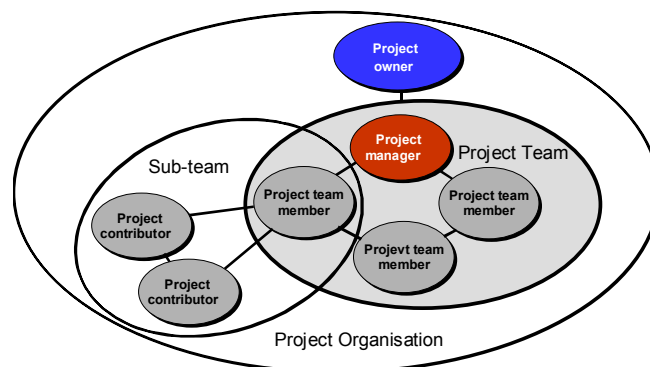 Project
owner
Project
manager
Project Team
Sub-team
Project team
member
Project team
member
Project
contributor
Projevt team
member
Project
contributor
Project Organisation